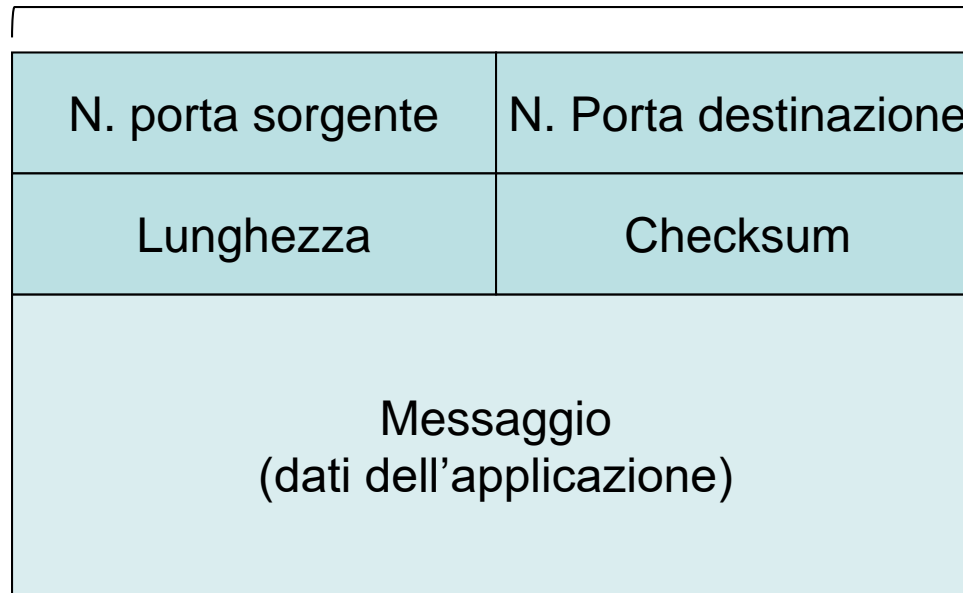 N. porta sorgente
N. Porta destinazione
Lunghezza
Checksum
Messaggio
(dati dell’applicazione)